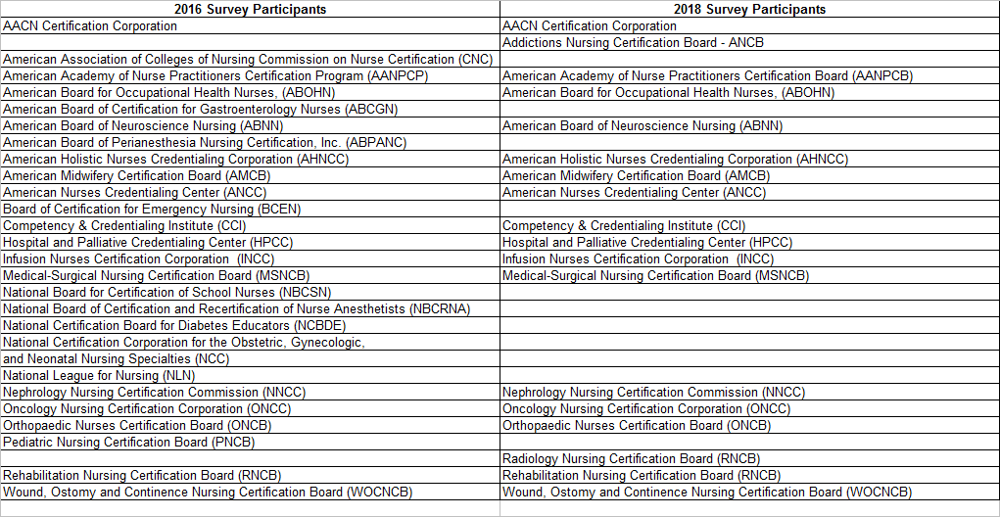 2016 Survey Participants 2018 Survey Participants
AACN Certification Corporation AACN Certification Corporation
Addictions Nursing Certification Board - ANCB
American Association of Colleges of Nursing Commission on Nurse Certification (CNC)
American Academy of Nurse Practitioners Certification Program (AANPCP) American Academy of Nurse Practitioners Certification Board (AANPCB)
American Board for Occupational Health Nurses, (ABOHN) American Board for Occupational Health Nurses, (ABOHN)
American Board of Certification for Gastroenterology Nurses (ABCGN)
American Board of Neuroscience Nursing (ABNN) American Board of Neuroscience Nursing (ABNN)
American Board of Perianesthesia Nursing Certification, Inc. (ABPANC)
American Holistic Nurses Credentialing Corporation (AHNCC) American Holistic Nurses Credentialing Corporation (AHNCC)
American Midwifery Certification Board (AMCB) American Midwifery Certification Board (AMCB)
American Nurses Credentialing Center (ANCC) American Nurses Credentialing Center (ANCC)
Board of Certification for Emergency Nursing (BCEN)
Competency & Credentialing Institute (CCI) Competency & Credentialing Institute (CCI)
Hospital and Palliative Credentialing Center (HPCC) Hospital and Palliative Credentialing Center (HPCC)
Infusion Nurses Certification Corporation (INCC) Infusion Nurses Certification Corporation (INCC)
Medical-Surgical Nursing Certification Board (MSNCB) Medical-Surgical Nursing Certification Board (MSNCB)
National Board for Certification of School Nurses (NBCSN)
National Board of Certification and Recertification of Nurse Anesthetists (NBCRNA)
National Certification Board for Diabetes Educators (NCBDE)
National Certification Corporation for the Obstetric, Gynecologic,
and Neonatal Nursing Specialties (NCC)
National League for Nursing (NLN)
Nephrology Nursing Certification Commission (NNCC) Nephrology Nursing Certification Commission (NNCC)
Oncology Nursing Certification Corporation (ONCC) Oncology Nursing Certification Corporation (ONCC)
Orthopaedic Nurses Certification Board (ONCB) Orthopaedic Nurses Certification Board (ONCB)
Pediatric Nursing Certification Board (PNCB)
Radiology Nursing Certification Board (RNCB)
Rehabilitation Nursing Certification Board (RNCB) Rehabilitation Nursing Certification Board (RNCB)
Wound, Ostomy and Continence Nursing Certification Board (WOCNCB) Wound, Ostomy and Continence Nursing Certification Board (WOCNCB)